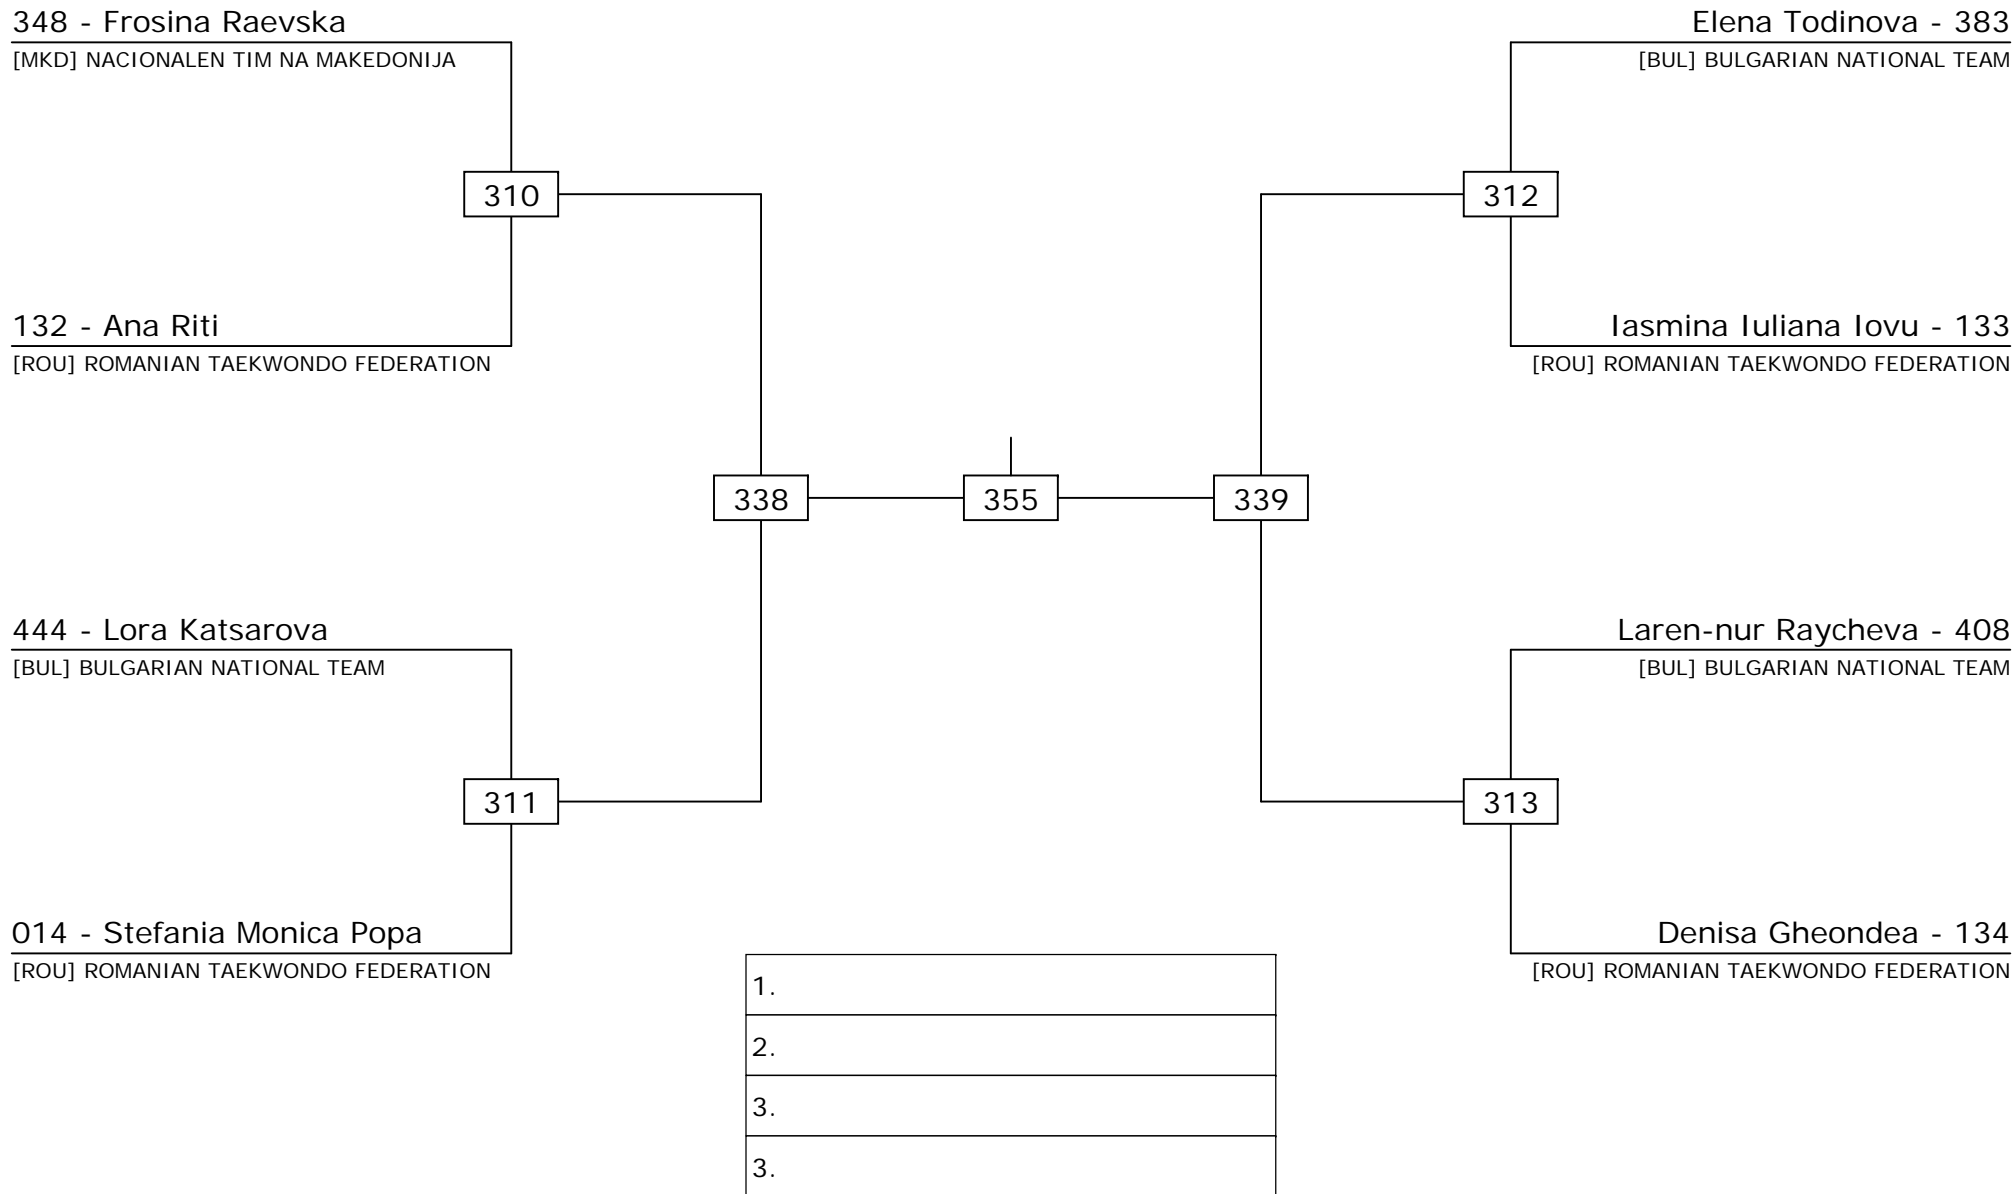 348 - Frosina Raevska
[MKD] NACIONALEN TIM NA MAKEDONIJA
Elena Todinova - 383
[BUL] BULGARIAN NATIONAL TEAM
310
312
132 - Ana Riti
[ROU] ROMANIAN TAEKWONDO FEDERATION
Iasmina Iuliana Iovu - 133
[ROU] ROMANIAN TAEKWONDO FEDERATION
338
355
339
444 - Lora Katsarova
[BUL] BULGARIAN NATIONAL TEAM
Laren-nur Raycheva - 408
[BUL] BULGARIAN NATIONAL TEAM
311
313
014 - Stefania Monica Popa
[ROU] ROMANIAN TAEKWONDO FEDERATION
Denisa Gheondea - 134
[ROU] ROMANIAN TAEKWONDO FEDERATION
1.
2.
3.
3.